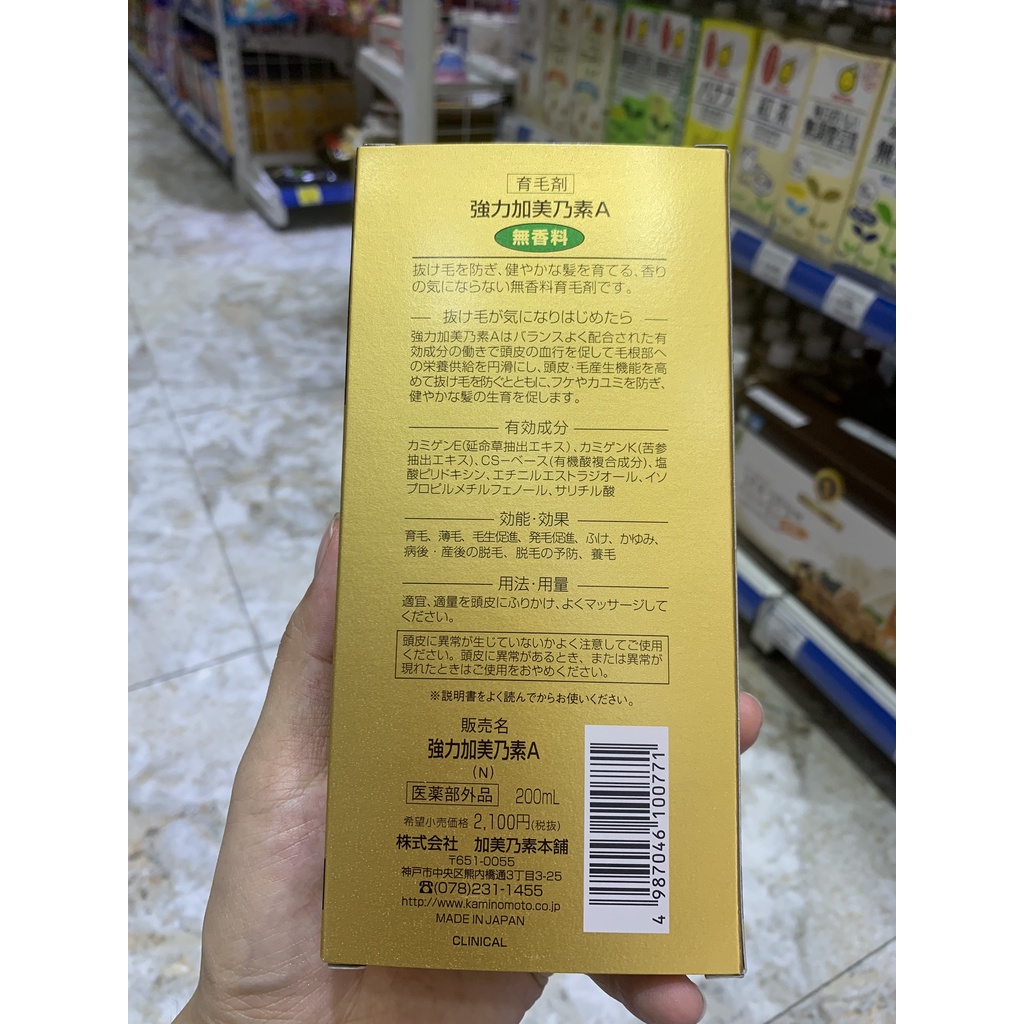 育毛剤
強力加美乃素A
無香料
抜け毛を防ぎ、健やかな髪を育てる、香り
の気にならない無香料育毛剤です。
抜け毛が気になりはじめたら
強力加美乃素Aはバランスよく配合された有
効成分の働きで頭皮の血行を促して毛根部へ
の栄養供給を円滑にし、頭皮・毛産生機能を高
めて抜け毛を防ぐとともに、フケやカユミを防ぎ、
健やかな髪の生育を促します。
有効成分
カミゲンE(延命草抽出エキス)、カミゲンK(苦参
抽出エキス)、CSーベース(有機酸複合成分)、塩
酸ピリドキシン、エチニルエストラジオール、イソ
プロピルメチルフェノール、サリチル酸
効能・効果
育毛、薄毛、毛生促進、発毛促進、ふけ、かゆみ、
病後・産後の脱毛、脱毛の予防、養毛
用法・用量
適宜、適量を頭皮にふりかけ、よくマッサージして
ください。
頭皮に異常が生じていないかよく注意してご使用
ください。頭皮に異常があるとき、または異常が
現れたときはご使用をおやめください。
※説明書をよく読んでからお使いください。
販売名
強力加美乃素A
(N)
医薬部外品 200mL
希望小売価格 2,100円(税抜)
株式会社 加美乃素本舗
〒651-0055
神戸市中央区熊内橋通3丁目3-25
☎(078)231-1455
http://www.kaminomoto.co.jp
MADE IN JAPAN
CLINICAL
4 987046 100771
バナナ
紅茶